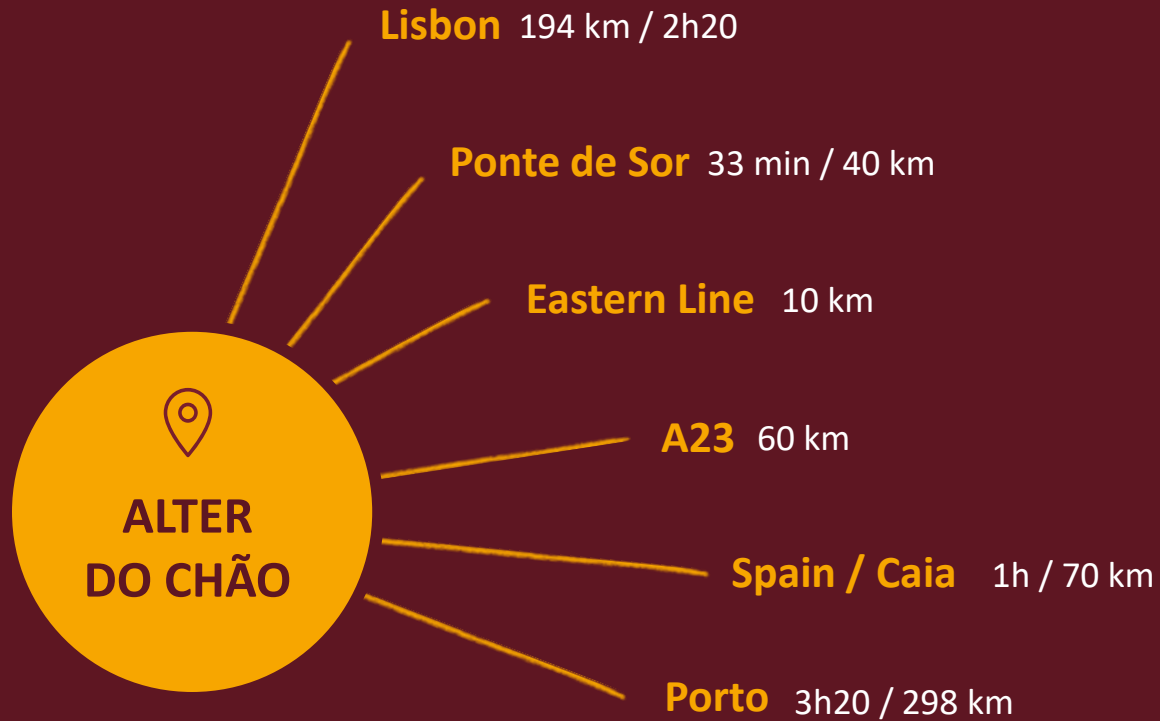 Lisbon 194 km / 2h20
Ponte de Sor 33 min / 40 km
Eastern Line 10 km
A23 60 km
ALTER
DO CHÃO
Spain / Caia 1h / 70 km
Porto 3h20 / 298 km